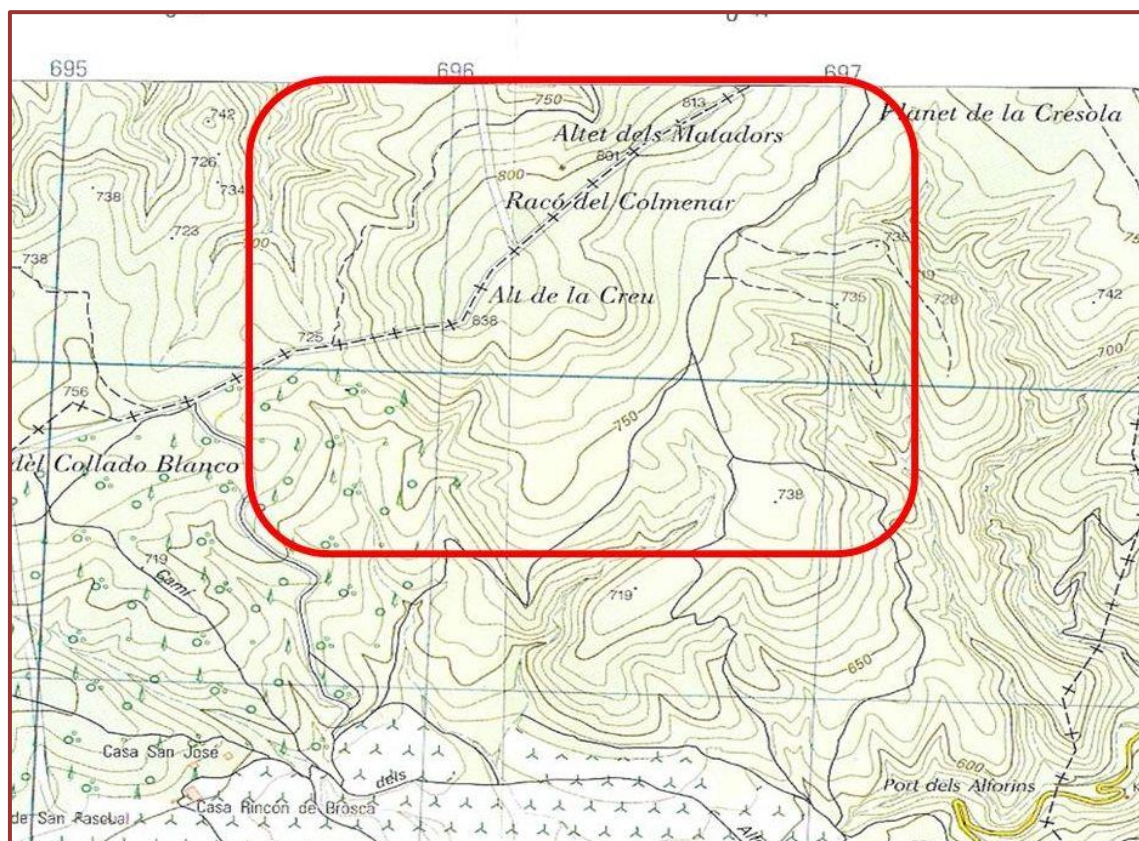 695
696
697
742
750
813
Planet de la Cresola
Altet dels Matadors
726
801
738
734
800
Racó del Colmenar
723
700
738
735
Alt de la Creu
735
728
742
838
725
700
756
750
dèl Collado Blanco
738
719
Camí
719
650
Casa San José
600
dels
Port dels Alforins
Casa Rincón de Brosca
de San Pascual